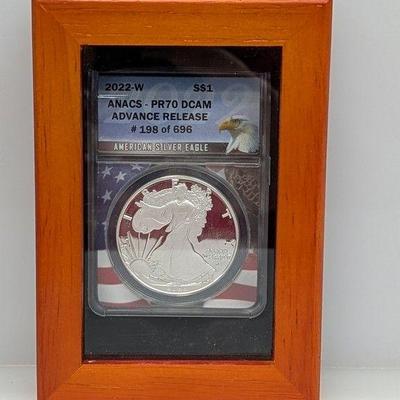 2022-W S$1
ANACS - PR70 DCAM
ADVANCE RELEASE
# 198 of 696
AMERICAN SILVER EAGLE